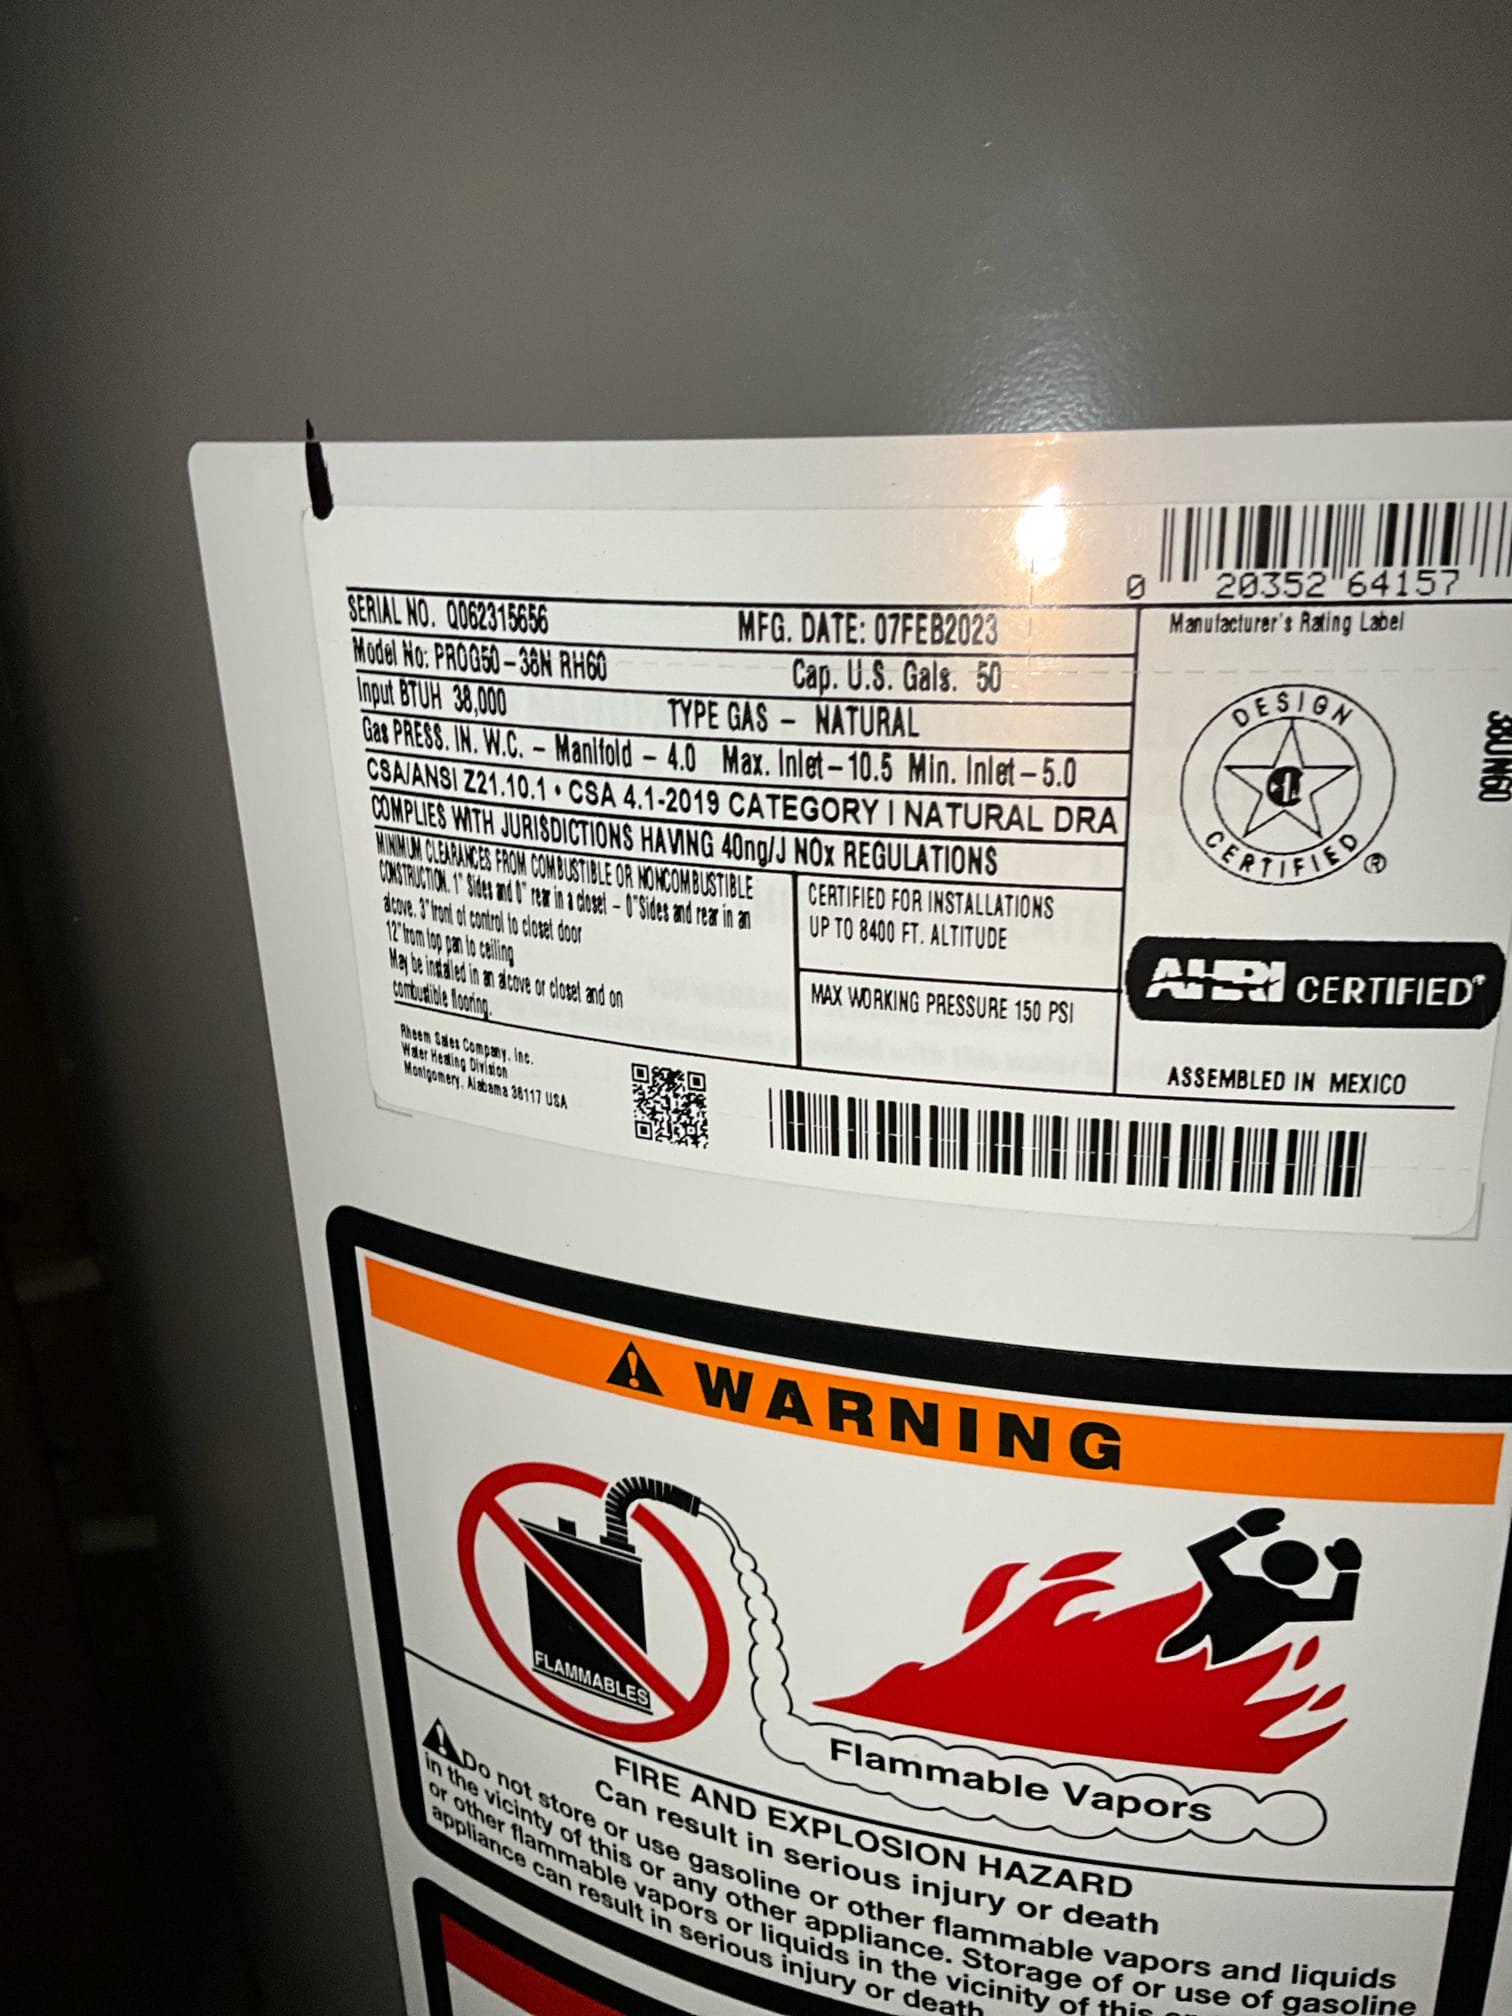 0 20352 64157
SERIAL NO. Q062315656 MFG. DATE: 07FEB2023
Model No: PROG50-38N RH60 Cap. U.S. Gals. 50
Input BTUH 38,000 TYPE GAS - NATURAL
Gas PRESS. IN. W.C. - Manifold - 4.0 Max. Inlet-10.5 Min. Inlet-5.0
CSA/ANSI Z21.10.1 • CSA 4.1-2019 CATEGORY I NATURAL DRA
COMPLIES WITH JURISDICTIONS HAVING 40ng/J NOx REGULATIONS
MINIMUM CLEARANCES FROM COMBUSTIBLE OR NONCOMBUSTIBLE
CONSTRUCTION. 1" Sides and 0" rear in a closet - 0"Sides and rear in an
alcove. 3"front of control to closet door
12"from top pan to ceiling
May be installed in an alcove or closet and on
combustible flooring.
CERTIFIED FOR INSTALLATIONS
UP TO 8400 FT. ALTITUDE
MAX WORKING PRESSURE 150 PSI
Manufacturer's Rating Label
DESIGN
CERTIFIED ®
AHRI CERTIFIED®
ASSEMBLED IN MEXICO
38UN60
Rheem Sales Company, Inc.
Water Heating Division
Montgomery, Alabama 36117 USA
WARNING
FLAMMABLES
Flammable Vapors
FIRE AND EXPLOSION HAZARD
Can result in serious injury or death
Do not store or use gasoline or other flammable vapors and liquids
in the vicinty of this or any other appliance. Storage of or use of gasoline
or other flammable vapors or liquids in the vicinity of this
appliance can result in serious injury or death